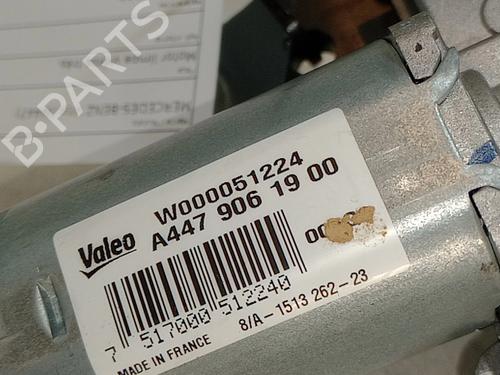 B-PARTS
MERCEDES-BENZ
Valeo
W000051224
A447 906 19 00
7 517000 512240
8/A-1513 262-23
MADE IN FRANCE